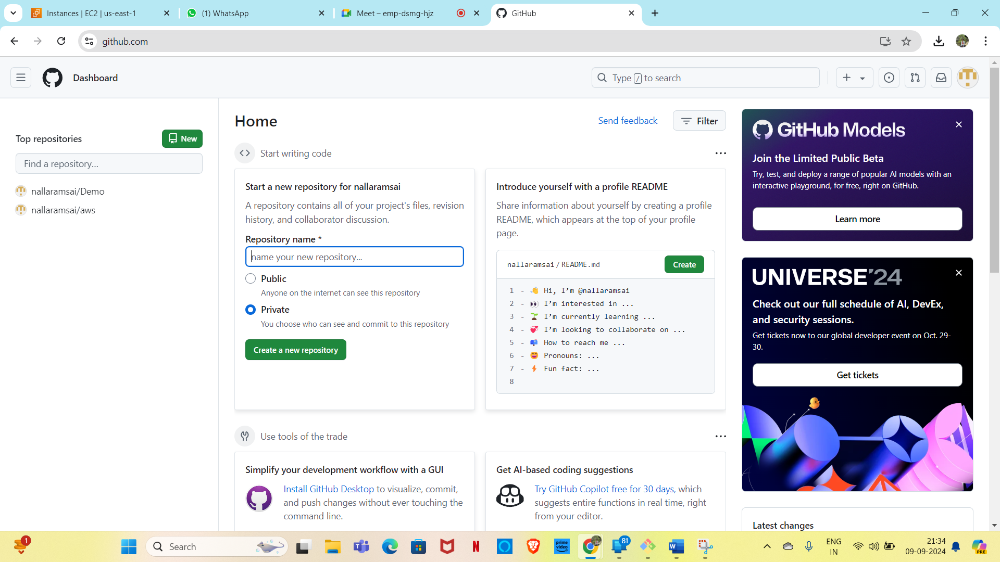 Instances | EC2 | us-east-1
(1) WhatsApp
Meet – emp-dsmg-hjz
GitHub
github.com
Dashboard
Type / to search
Top repositories
New
Find a repository...
nallaramsai/Demo
nallaramsai/aws
Home
Send feedback
Filter
Start writing code
Start a new repository for nallaramsai
A repository contains all of your project's files, revision
history, and collaborator discussion.
Repository name *
name your new repository...
Public
Anyone on the internet can see this repository
Private
You choose who can see and commit to this repository
Create a new repository
Introduce yourself with a profile README
Share information about yourself by creating a profile
README, which appears at the top of your profile
page.
nallaramsai / README.md
Create
1 - 👋 Hi, I’m @nallaramsai
2 - 👀 I’m interested in ...
3 - 🌱 I’m currently learning ...
4 - 💞️ I’m looking to collaborate on ...
5 - 📫 How to reach me ...
6 - 😄 Pronouns: ...
7 - ⚡ Fun fact: ...
8
Use tools of the trade
Simplify your development workflow with a GUI
Install GitHub Desktop to visualize, commit,
and push changes without ever touching the
command line.
Get AI-based coding suggestions
Try GitHub Copilot free for 30 days, which
suggests entire functions in real time, right
from your editor.
GitHub Models
Join the Limited Public Beta
Try, test, and deploy a range of popular AI models with an
interactive playground, for free, right on GitHub.
Learn more
UNIVERSE'24
Check out our full schedule of AI, DevEx,
and security sessions.
Get tickets now to our global developer event on Oct. 29-
30.
Get tickets
Latest changes
1
Search
N
prime
video
81
W
ENG
IN
21:34
09-09-2024
PRE